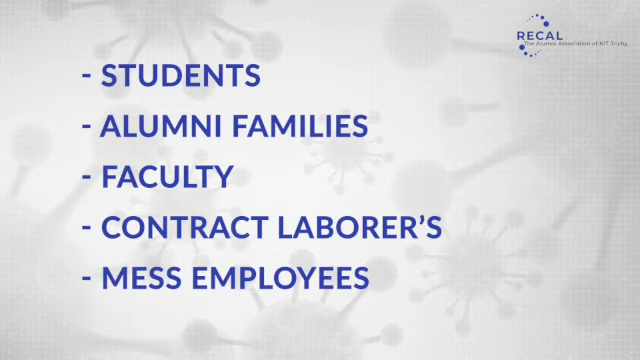 RECAL
The Alumni Association of NIT Trichy
- STUDENTS
- ALUMNI FAMILIES
- FACULTY
- CONTRACT LABORER’S
- MESS EMPLOYEES